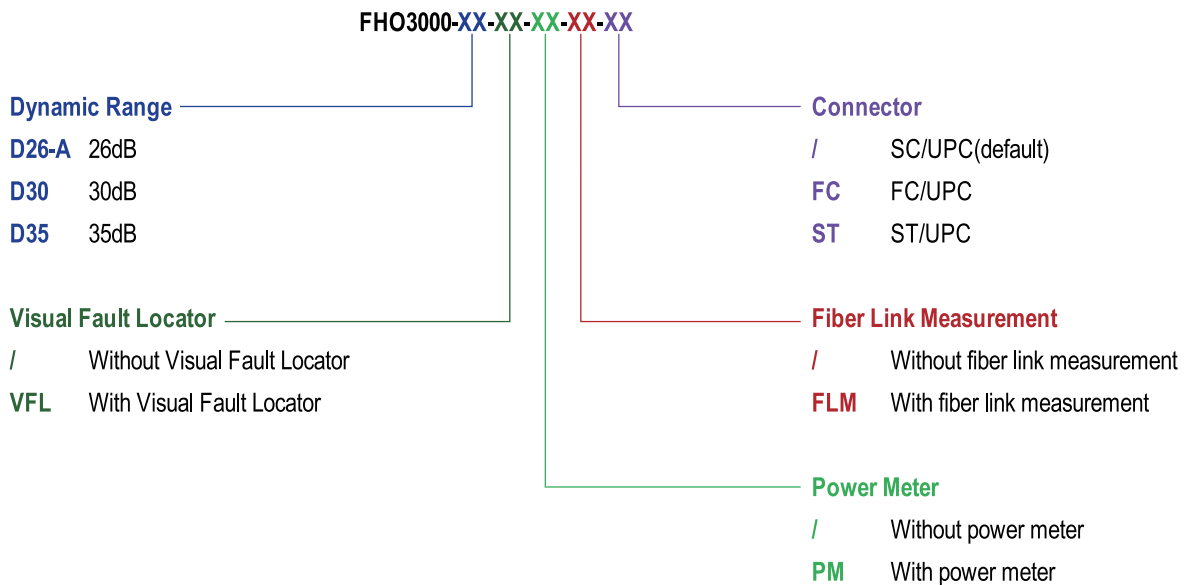 FHO3000-XX-XX-XX-XX-XX
Dynamic Range
D26-A 26dB
D30 30dB
D35 35dB
Visual Fault Locator
/ Without Visual Fault Locator
VFL With Visual Fault Locator
Connector
/ SC/UPC(default)
FC FC/UPC
ST ST/UPC
Fiber Link Measurement
/ Without fiber link measurement
FLM With fiber link measurement
Power Meter
/ Without power meter
PM With power meter